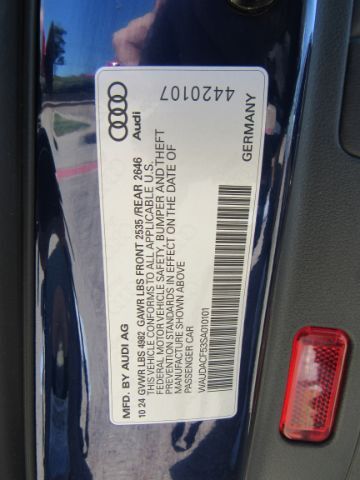 Audi
4420107
GERMANY
MFD. BY AUDI AG
10 24 GVWR LBS 4982 GAWR LBS FRONT 2535 /REAR 2646
THIS VEHICLE CONFORMS TO ALL APPLICABLE U.S.
FEDERAL MOTOR VEHICLE SAFETY, BUMPER AND THEFT
PREVENTION STANDARDS IN EFFECT ON THE DATE OF
MANUFACTURE SHOWN ABOVE
PASSENGER CAR
WAUDACF53SA010101